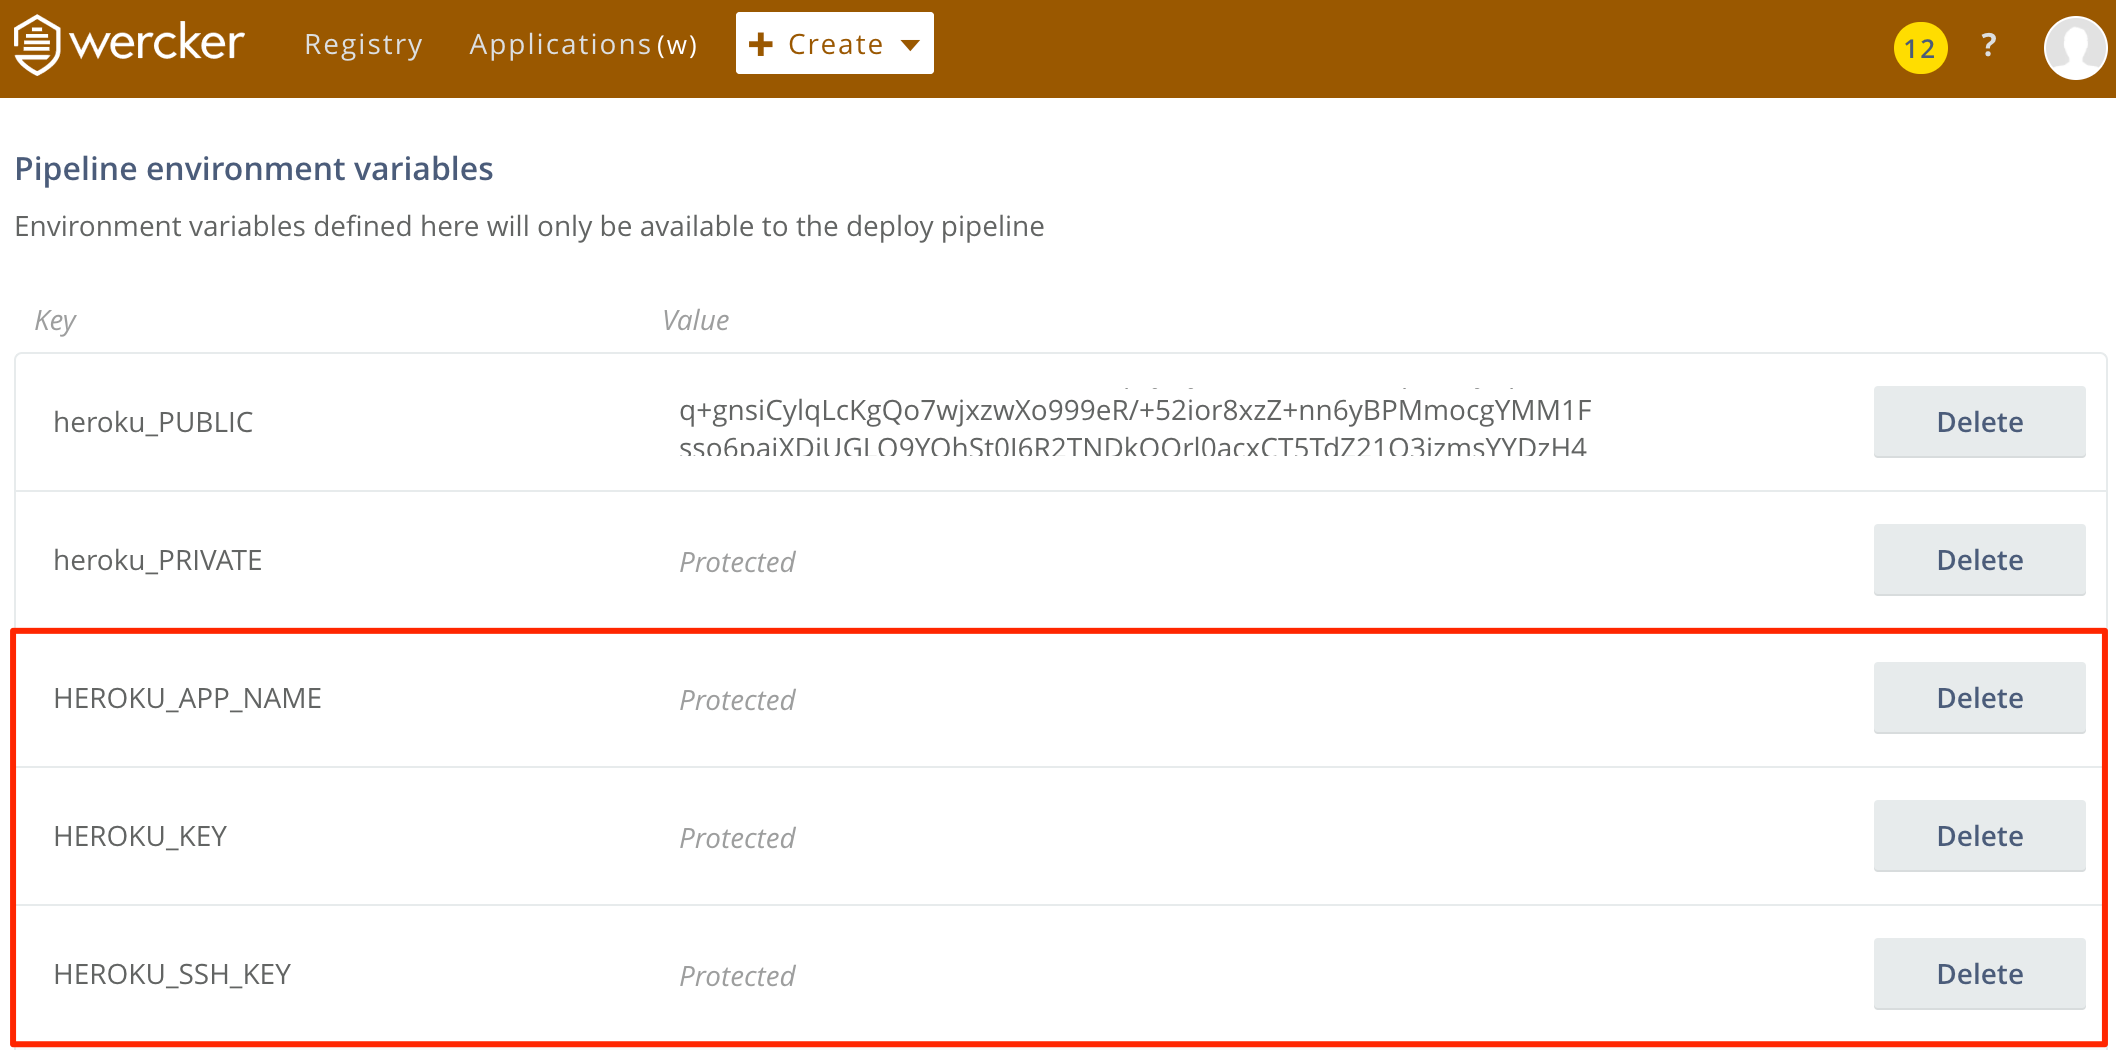 wercker Registry Applications (w) + Create 12 ?
Pipeline environment variables
Environment variables defined here will only be available to the deploy pipeline
Key Value
heroku_PUBLIC
q+gnsiCylqLcKgQo7wjxzwXo999eR/+52ior8xzZ+nn6yBPMmocgYMM1F
Delete
heroku_PRIVATE Protected Delete
HEROKU_APP_NAME Protected Delete
HEROKU_KEY Protected Delete
HEROKU_SSH_KEY Protected Delete